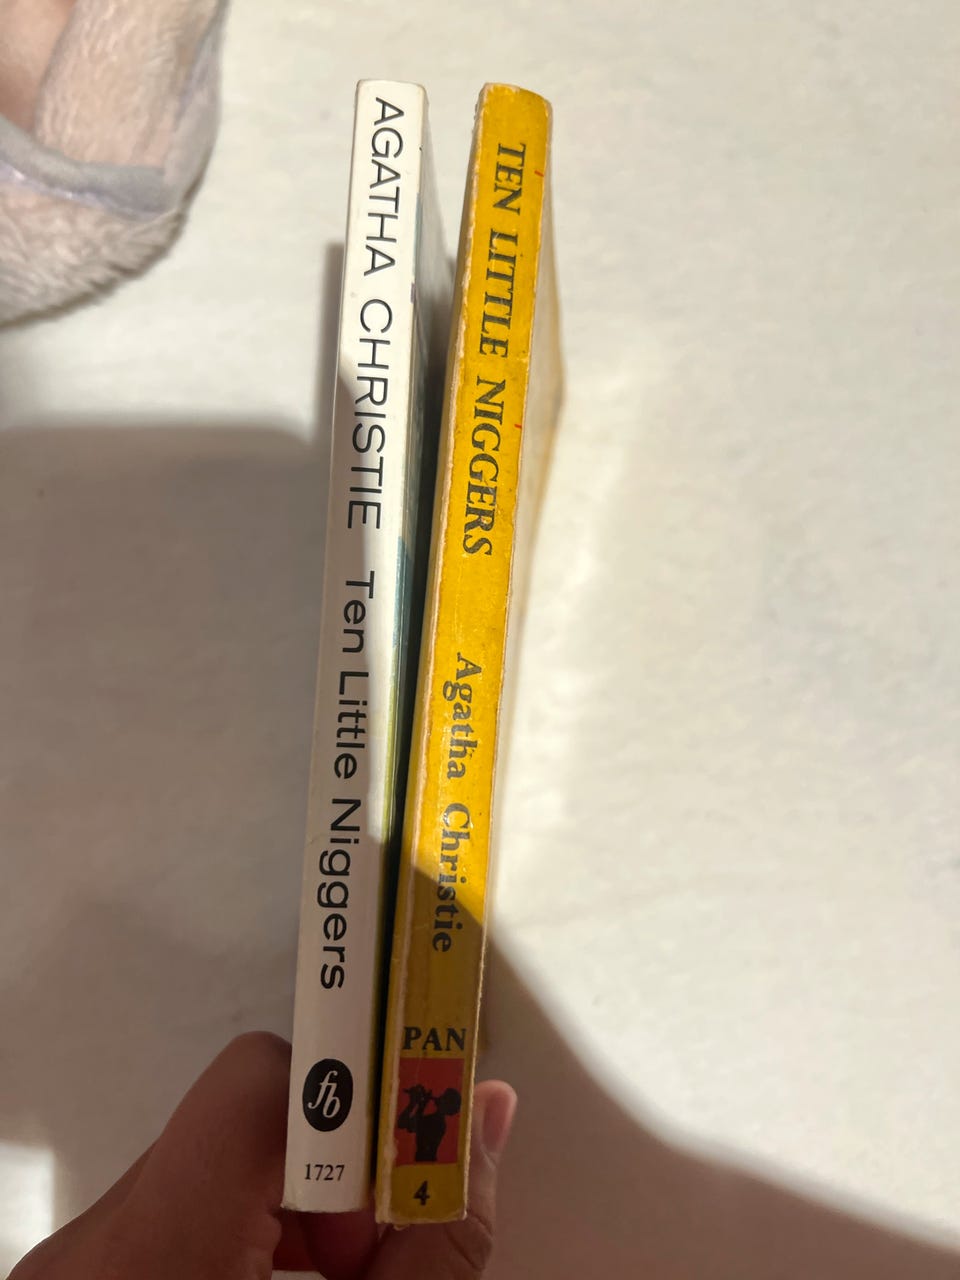 AGATHA CHRISTIE Ten Little Niggers
fb
1727
TEN LITTLE NIGGERS Agatha Christie
PAN
4